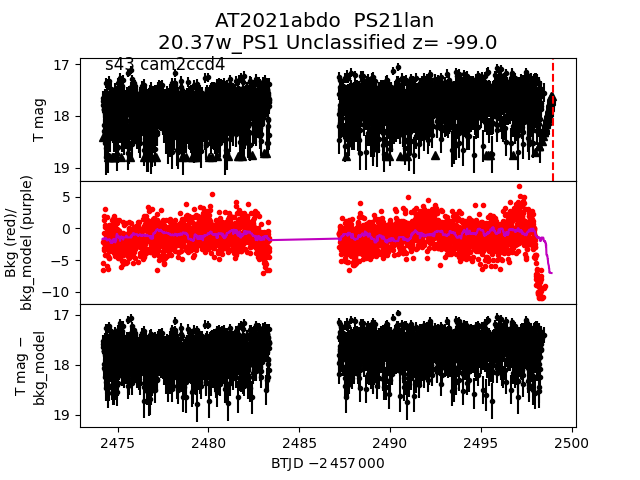 AT2021abdo  PS21lan
20.37w_PS1 Unclassified z= -99.0
s43 cam2ccd4
17
18
19
T mag
5
0
−5
−10
Bkg (red)/
bkg_model (purple)
17
18
19
T mag −
bkg_model
2475
2480
2485
2490
2495
2500
BTJD −2 457 000